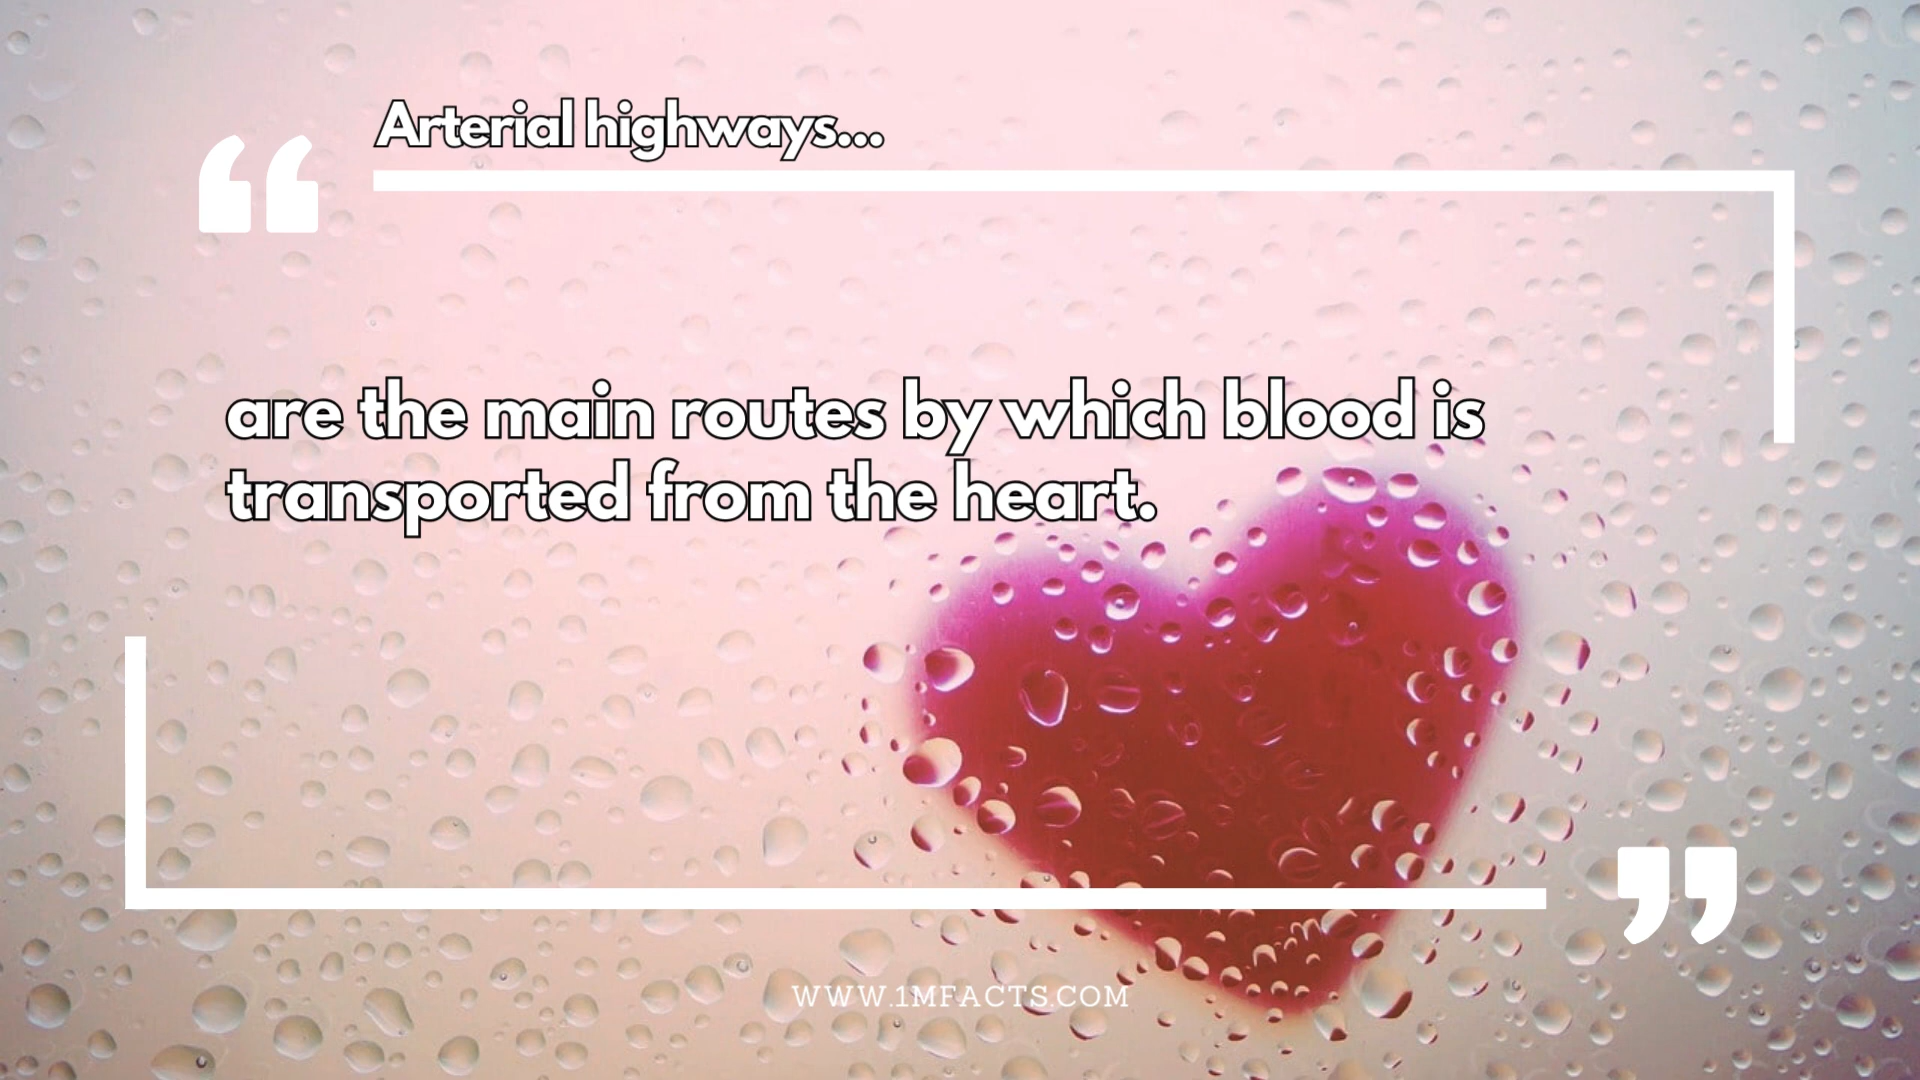 Arterial highways...
are the main routes by which blood is
transported from the heart.
WWW.1MFACTS.COM